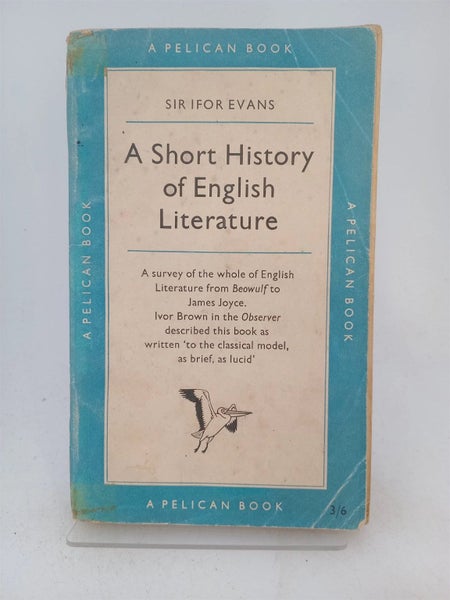 A PELICAN BOOK
SIR IFOR EVANS
A Short History
of English
Literature
A survey of the whole of English
Literature from Beowulf to
James Joyce.
Ivor Brown in the Observer
described this book as
written 'to the classical model,
as brief, as lucid'
A PELICAN BOOK
A PELICAN BOOK
A PELICAN BOOK
3/6